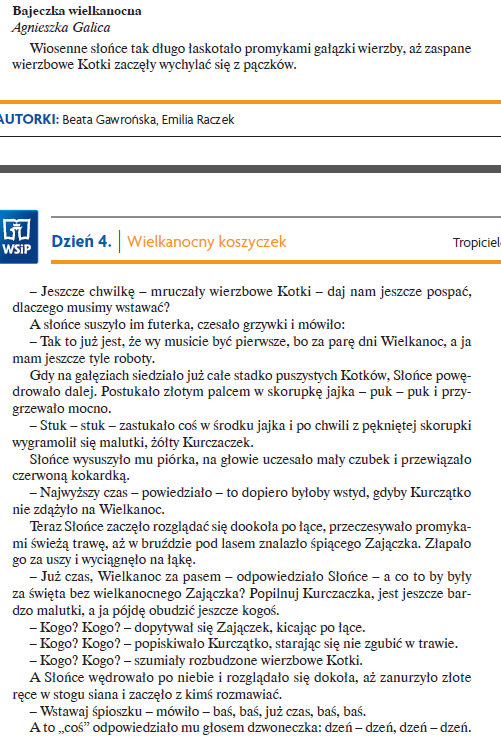 Bajeczka wielkanocna
Agnieszka Galica
Wiosenne słońce tak długo łaskotało promykami gałązki wierzby, aż zaspane
wierzbowe Kotki zaczęły wychylać się z pączków.
AUTORKI: Beata Gawrońska, Emilia Raczek
WSiP
Dzień 4. Wielkanocny koszyczek
Tropiciel
– Jeszcze chwilkę – mruczały wierzbowe Kotki – daj nam jeszcze pospać,
dlaczego musimy wstawać?
A słońce suszyło im futerka, czesało grzywki i mówiło:
– Tak to już jest, że wy musicie być pierwsze, bo za parę dni Wielkanoc, a ja
mam jeszcze tyle roboty.
Gdy na gałęziach siedziało już całe stadko puszystych Kotków, Słońce powę-
drowało dalej. Postukało złotym palcem w skorupkę jajka – puk – puk i przy-
grzewało mocno.
– Stuk – stuk – zastukało coś w środku jajka i po chwili z pękniętej skorupki
wygramolił się malutki, żółty Kurczaczek.
Słońce wysuszyło mu piórka, na głowie uczesało mały czubek i przewiązało
czerwoną kokardką.
– Najwyższy czas – powiedziało – to dopiero byłoby wstyd, gdyby Kurczątko
nie zdążyło na Wielkanoc.
Teraz Słońce zaczęło rozglądać się dookoła po łące, przeczesywało promyka-
mi świeżą trawę, aż w bruździe pod lasem znalazło śpiącego Zajączka. Złapało
go za uszy i wyciągnęło na łąkę.
– Już czas, Wielkanoc za pasem – odpowiedziało Słońce – a co to by były
za święta bez wielkanocnego Zajączka? Popilnuj Kurczaczka, jest jeszcze bar-
dzo malutki, a ja pójdę obudzić jeszcze kogoś.
– Kogo? Kogo? – dopytywał się Zajączek, kicając po łące.
– Kogo? Kogo? – popiskiwało Kurczątko, starając się nie zgubić w trawie.
– Kogo? Kogo? – szumiały rozbudzone wierzbowe Kotki.
A Słońce wędrowało po niebie i rozglądało się dokoła, aż zanurzyło złote
ręce w stogu siana i zaczęło z kimś rozmawiać.
– Wstawaj śpioszku – mówiło – baś, baś, już czas, baś, baś.
A to „coś” odpowiedziało mu głosem dzwoneczka: dzeń – dzeń, dzeń – dzeń.